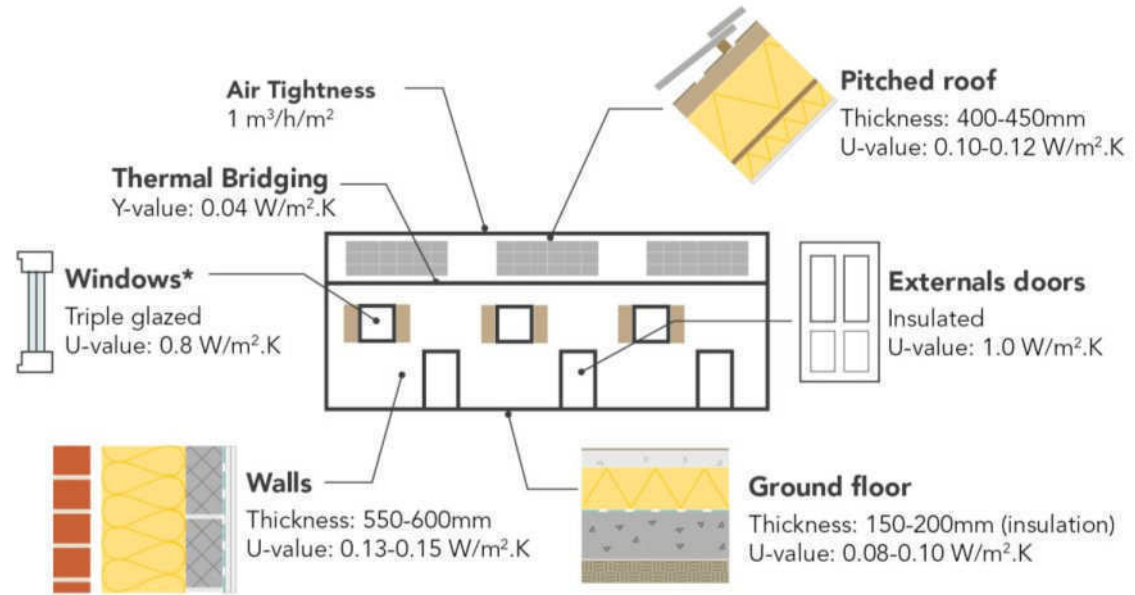 Air Tightness
1 m³/h/m²
Pitched roof
Thickness: 400-450mm
U-value: 0.10-0.12 W/m².K
Thermal Bridging
Y-value: 0.04 W/m².K
Windows*
Triple glazed
U-value: 0.8 W/m².K
Externals doors
Insulated
U-value: 1.0 W/m².K
Walls
Thickness: 550-600mm
U-value: 0.13-0.15 W/m².K
Ground floor
Thickness: 150-200mm (insulation)
U-value: 0.08-0.10 W/m².K